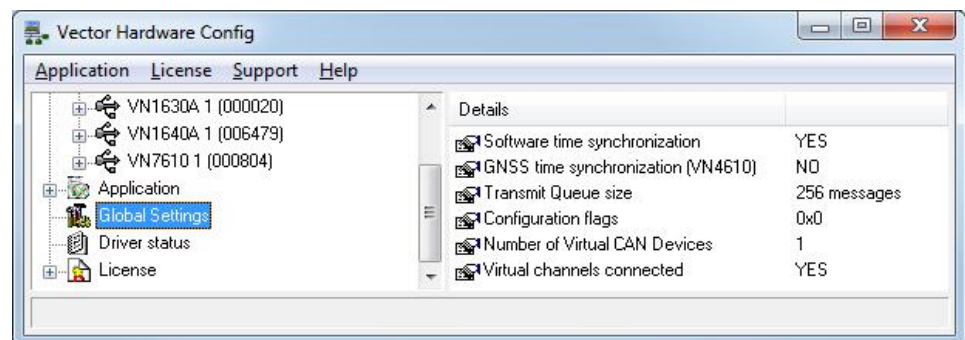 Vector Hardware Config
Application License Support Help
VN1630A 1 (000020)
VN1640A 1 (006479)
VN7610 1 (000804)
Application
Global Settings
Driver status
License
Details
Software time synchronization YES
GNSS time synchronization (VN4610) NO
Transmit Queue size 256 messages
Configuration flags 0x0
Number of Virtual CAN Devices 1
Virtual channels connected YES